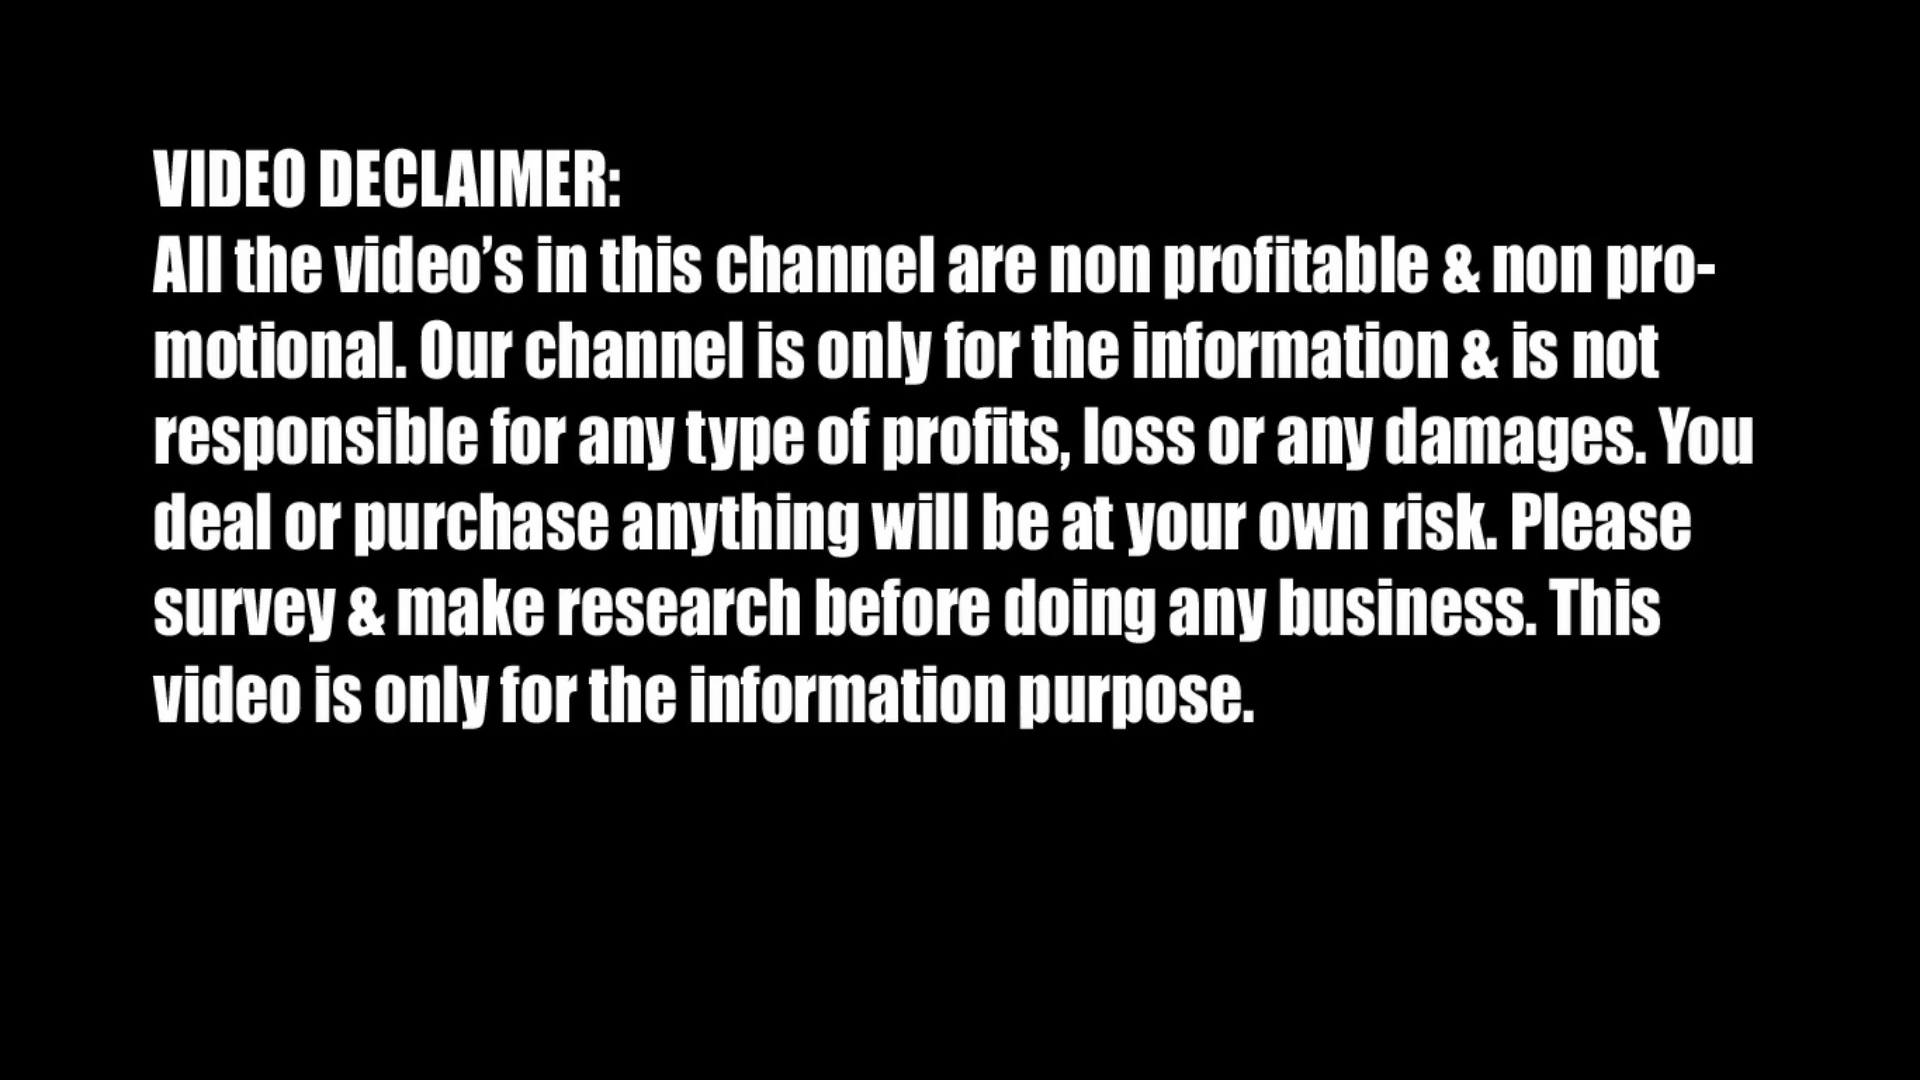 VIDEO DECLAIMER:
All the video’s in this channel are non profitable & non pro-
motional. Our channel is only for the information & is not
responsible for any type of profits, loss or any damages. You
deal or purchase anything will be at your own risk. Please
survey & make research before doing any business. This
video is only for the information purpose.